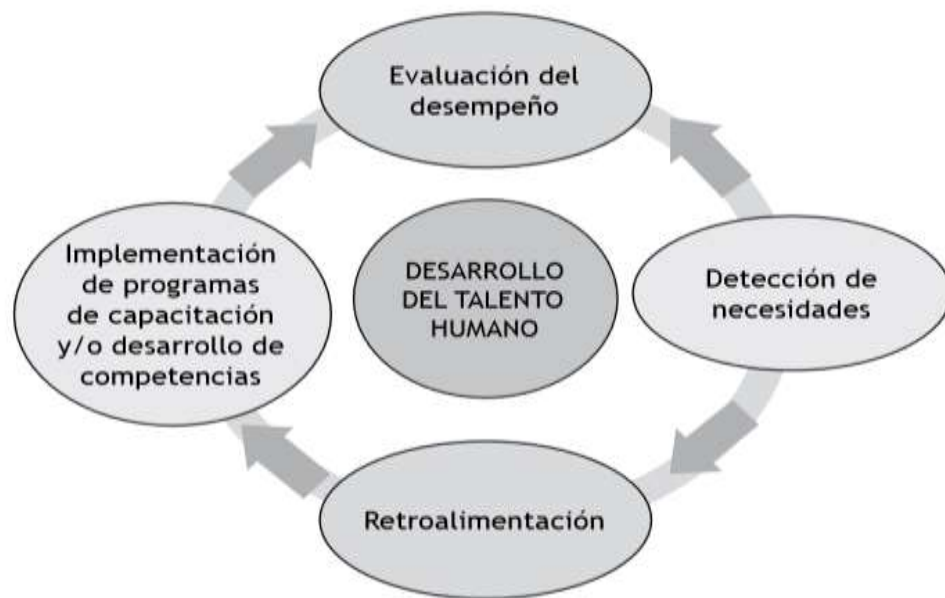 Evaluación del
desempeño
Implementación
de programas
de capacitación
y/o desarrollo de
competencias
DESARROLLO
DEL TALENTO
HUMANO
Detección de
necesidades
Retroalimentación